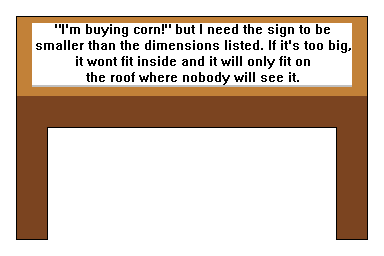 "I'm buying corn!" but I need the sign to be
smaller than the dimensions listed. If it's too big,
it wont fit inside and it will only fit on
the roof where nobody will see it.